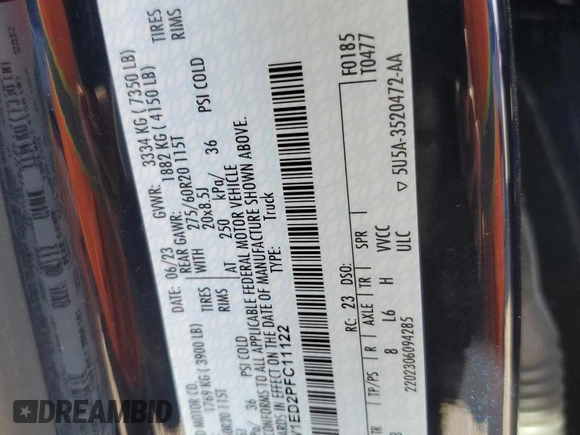 D MOTOR CO. DATE: 06/23 GVWR: 3334 KG ( 7350 LB)
1769 KG ( 3900 LB) REAR GAWR: 1882 KG ( 4150 LB)
60R20 115T TIRES WITH 275/60R20 115T TIRES
RIMS 20x8.5J RIMS
/ 36 PSI COLD AT 250 kPa/ 36 PSI COLD
CONFORMS TO ALL APPLICABLE FEDERAL MOTOR VEHICLE
ARDS IN EFFECT ON THE DATE OF MANUFACTURE SHOWN ABOVE.
1ED2PFC11122 TYPE: Truck
F0185
T0477
RC: 23 DSO:
TP/PS R AXLE TR SPR
8 L6 H VVCC
ULC
2202306094285
▽ 5U5A-3520472-AA
DREAMBID